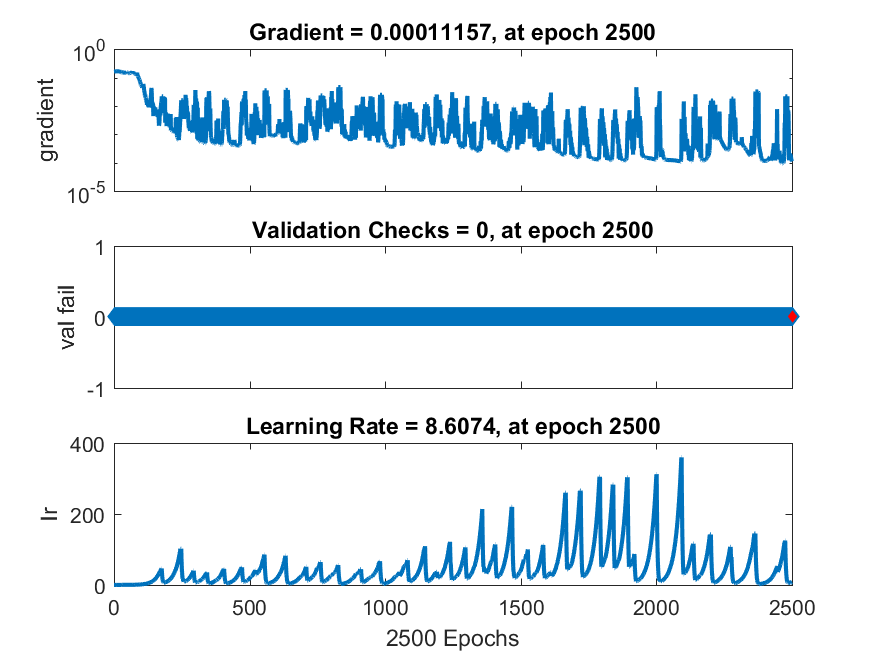 Gradient = 0.00011157, at epoch 2500
10^0
gradient
10^-5
Validation Checks = 0, at epoch 2500
1
val fail
0
-1
Learning Rate = 8.6074, at epoch 2500
400
lr
200
0
0 500 1000 1500 2000 2500
2500 Epochs